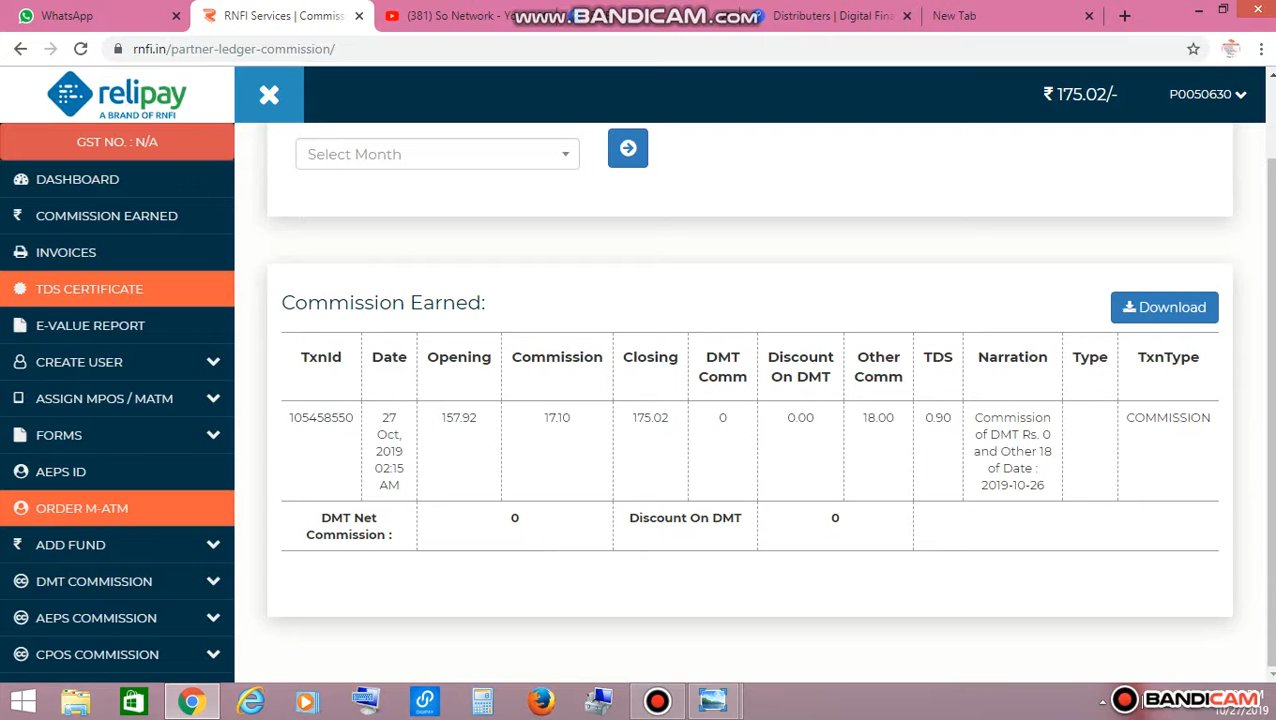 WhatsApp
RNFI Services | Commiss
(381) So Network - Yo
www.BANDICAM.com
Distributers | Digital Fina
New Tab
rnfi.in/partner-ledger-commission/
relipay
A BRAND OF RNFI
₹ 175.02/-
P0050630
GST NO. : N/A
DASHBOARD
COMMISSION EARNED
INVOICES
TDS CERTIFICATE
E-VALUE REPORT
CREATE USER
ASSIGN MPOS / MATM
FORMS
AEPS ID
ORDER M-ATM
ADD FUND
DMT COMMISSION
AEPS COMMISSION
CPOS COMMISSION
Select Month
Commission Earned:
Download
TxnId Date Opening Commission Closing DMT Comm Discount On DMT Other Comm TDS Narration Type TxnType
105458550 27 Oct, 2019 02:15 AM 157.92 17.10 175.02 0 0.00 18.00 0.90 Commission of DMT Rs. 0 and Other 18 of Date : 2019-10-26 COMMISSION
DMT Net Commission : 0 Discount On DMT 0
BANDICAM
10/27/2019